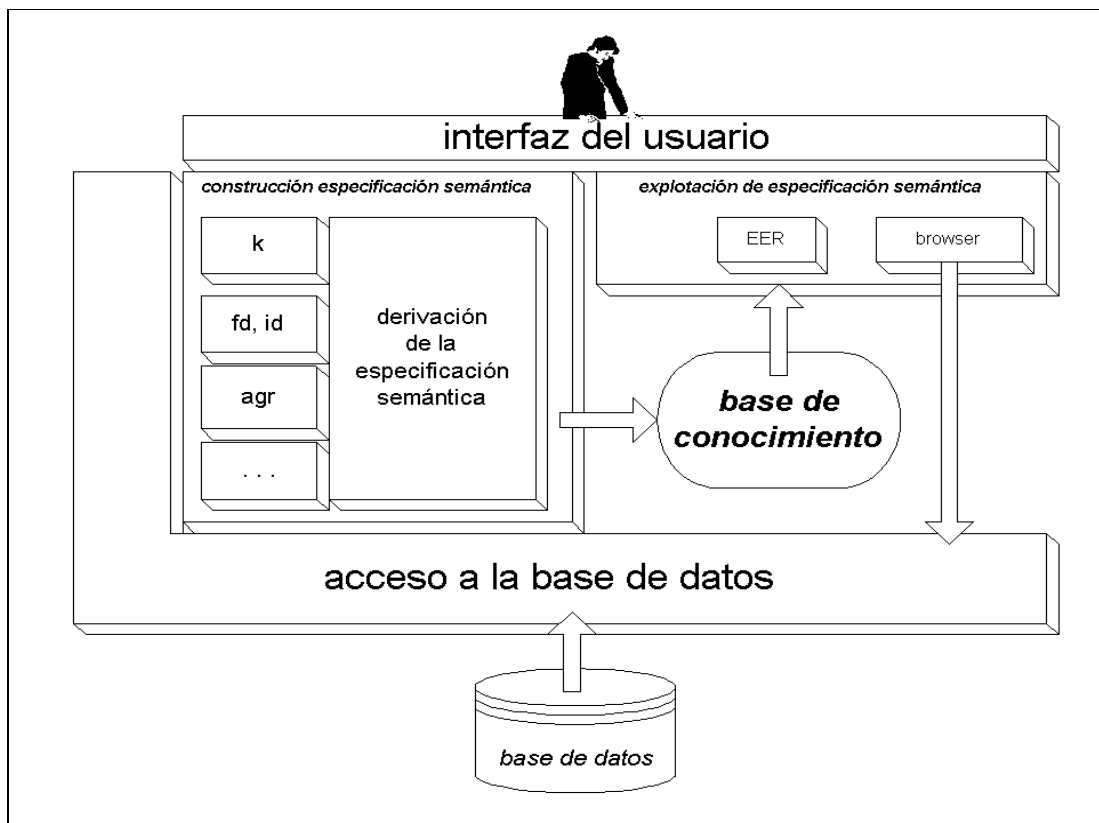 interfaz del usuario
construcción especificación semántica
explotación de especificación semántica
k
fd, id
agr
. . .
derivación
de la
especificación
semántica
EER
browser
base de
conocimiento
acceso a la base de datos
base de datos